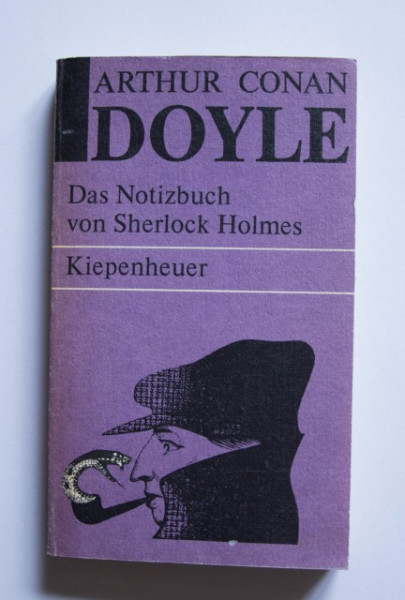 ARTHUR CONAN
DOYLE
Das Notizbuch
von Sherlock Holmes
Kiepenheuer